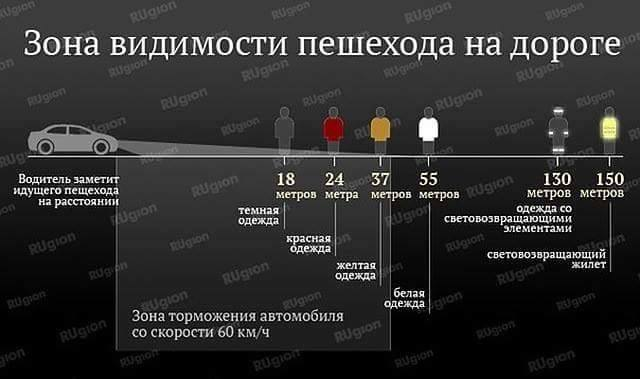 Зона видимости пешехода на дороге
Водитель заметит
идущего пещехода
на расстоянии
18
метров
24
метра
37
метров
55
метров
130
метров
150
метров
темная
одежда
красная
одежда
желтая
одежда
белая
одежда
одежда со
световозвращающими
элементами
световозвращающий
жилет
Зона торможения автомобиля
со скорости 60 км/ч
RUgion